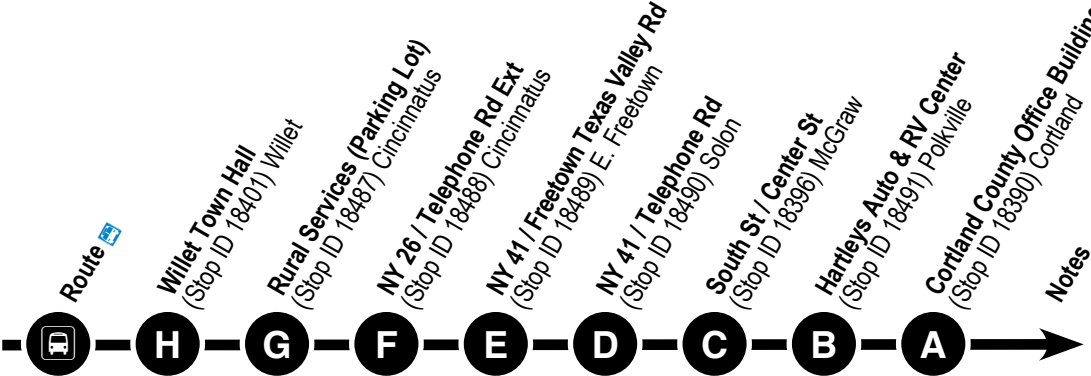 Route
Willet Town Hall
(Stop ID 18401) Willet
Rural Services (Parking Lot)
(Stop ID 18487) Cincinnatus
NY 26 / Telephone Rd Ext
(Stop ID 18488) Cincinnatus
NY 41 / Freetown Texas Valley Rd
(Stop ID 18489) E. Freetown
NY 41 / Telephone Rd
(Stop ID 18490) Solon
South St / Center St
(Stop ID 18396) McGraw
Hartleys Auto & RV Center
(Stop ID 18491) Polkville
Cortland County Office Building
(Stop ID 18390) Cortland
Notes
H G F E D C B A